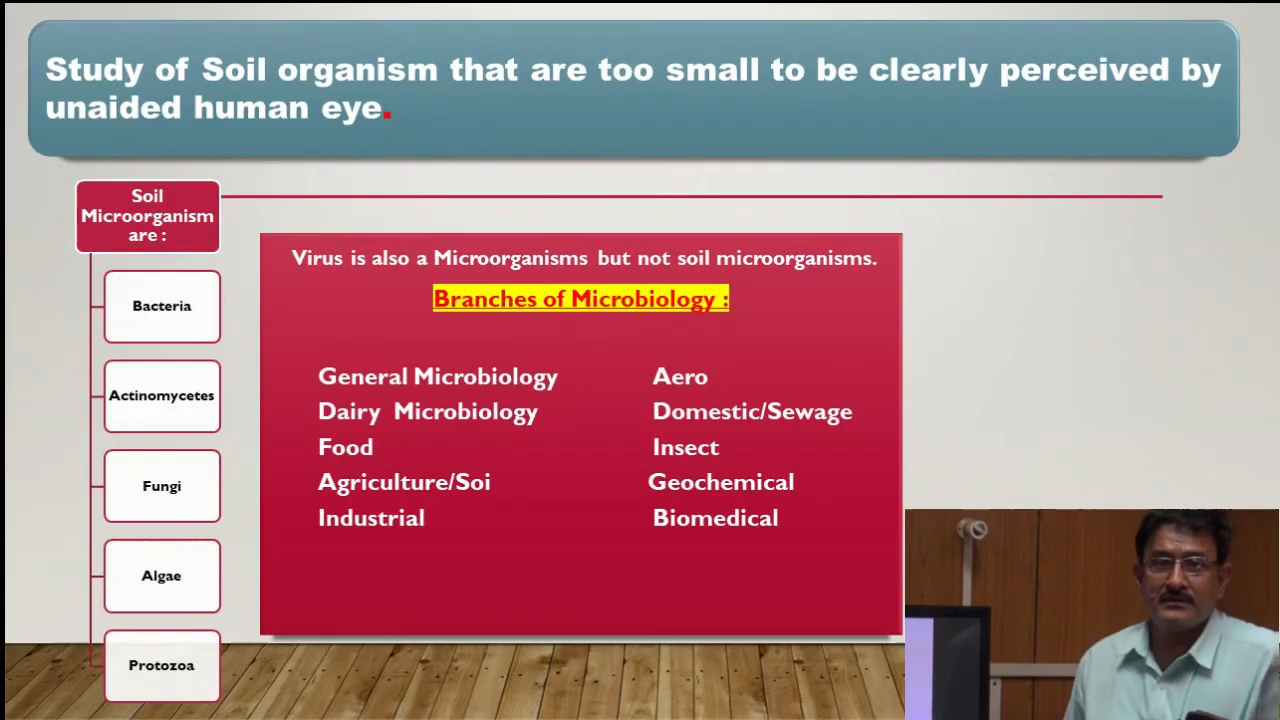 Study of Soil organism that are too small to be clearly perceived by
unaided human eye.
Soil
Microorganism
are :
Bacteria
Actinomycetes
Fungi
Algae
Protozoa
Virus is also a Microorganisms but not soil microorganisms.
Branches of Microbiology :
General Microbiology Aero
Dairy Microbiology Domestic/Sewage
Food Insect
Agriculture/Soi Geochemical
Industrial Biomedical